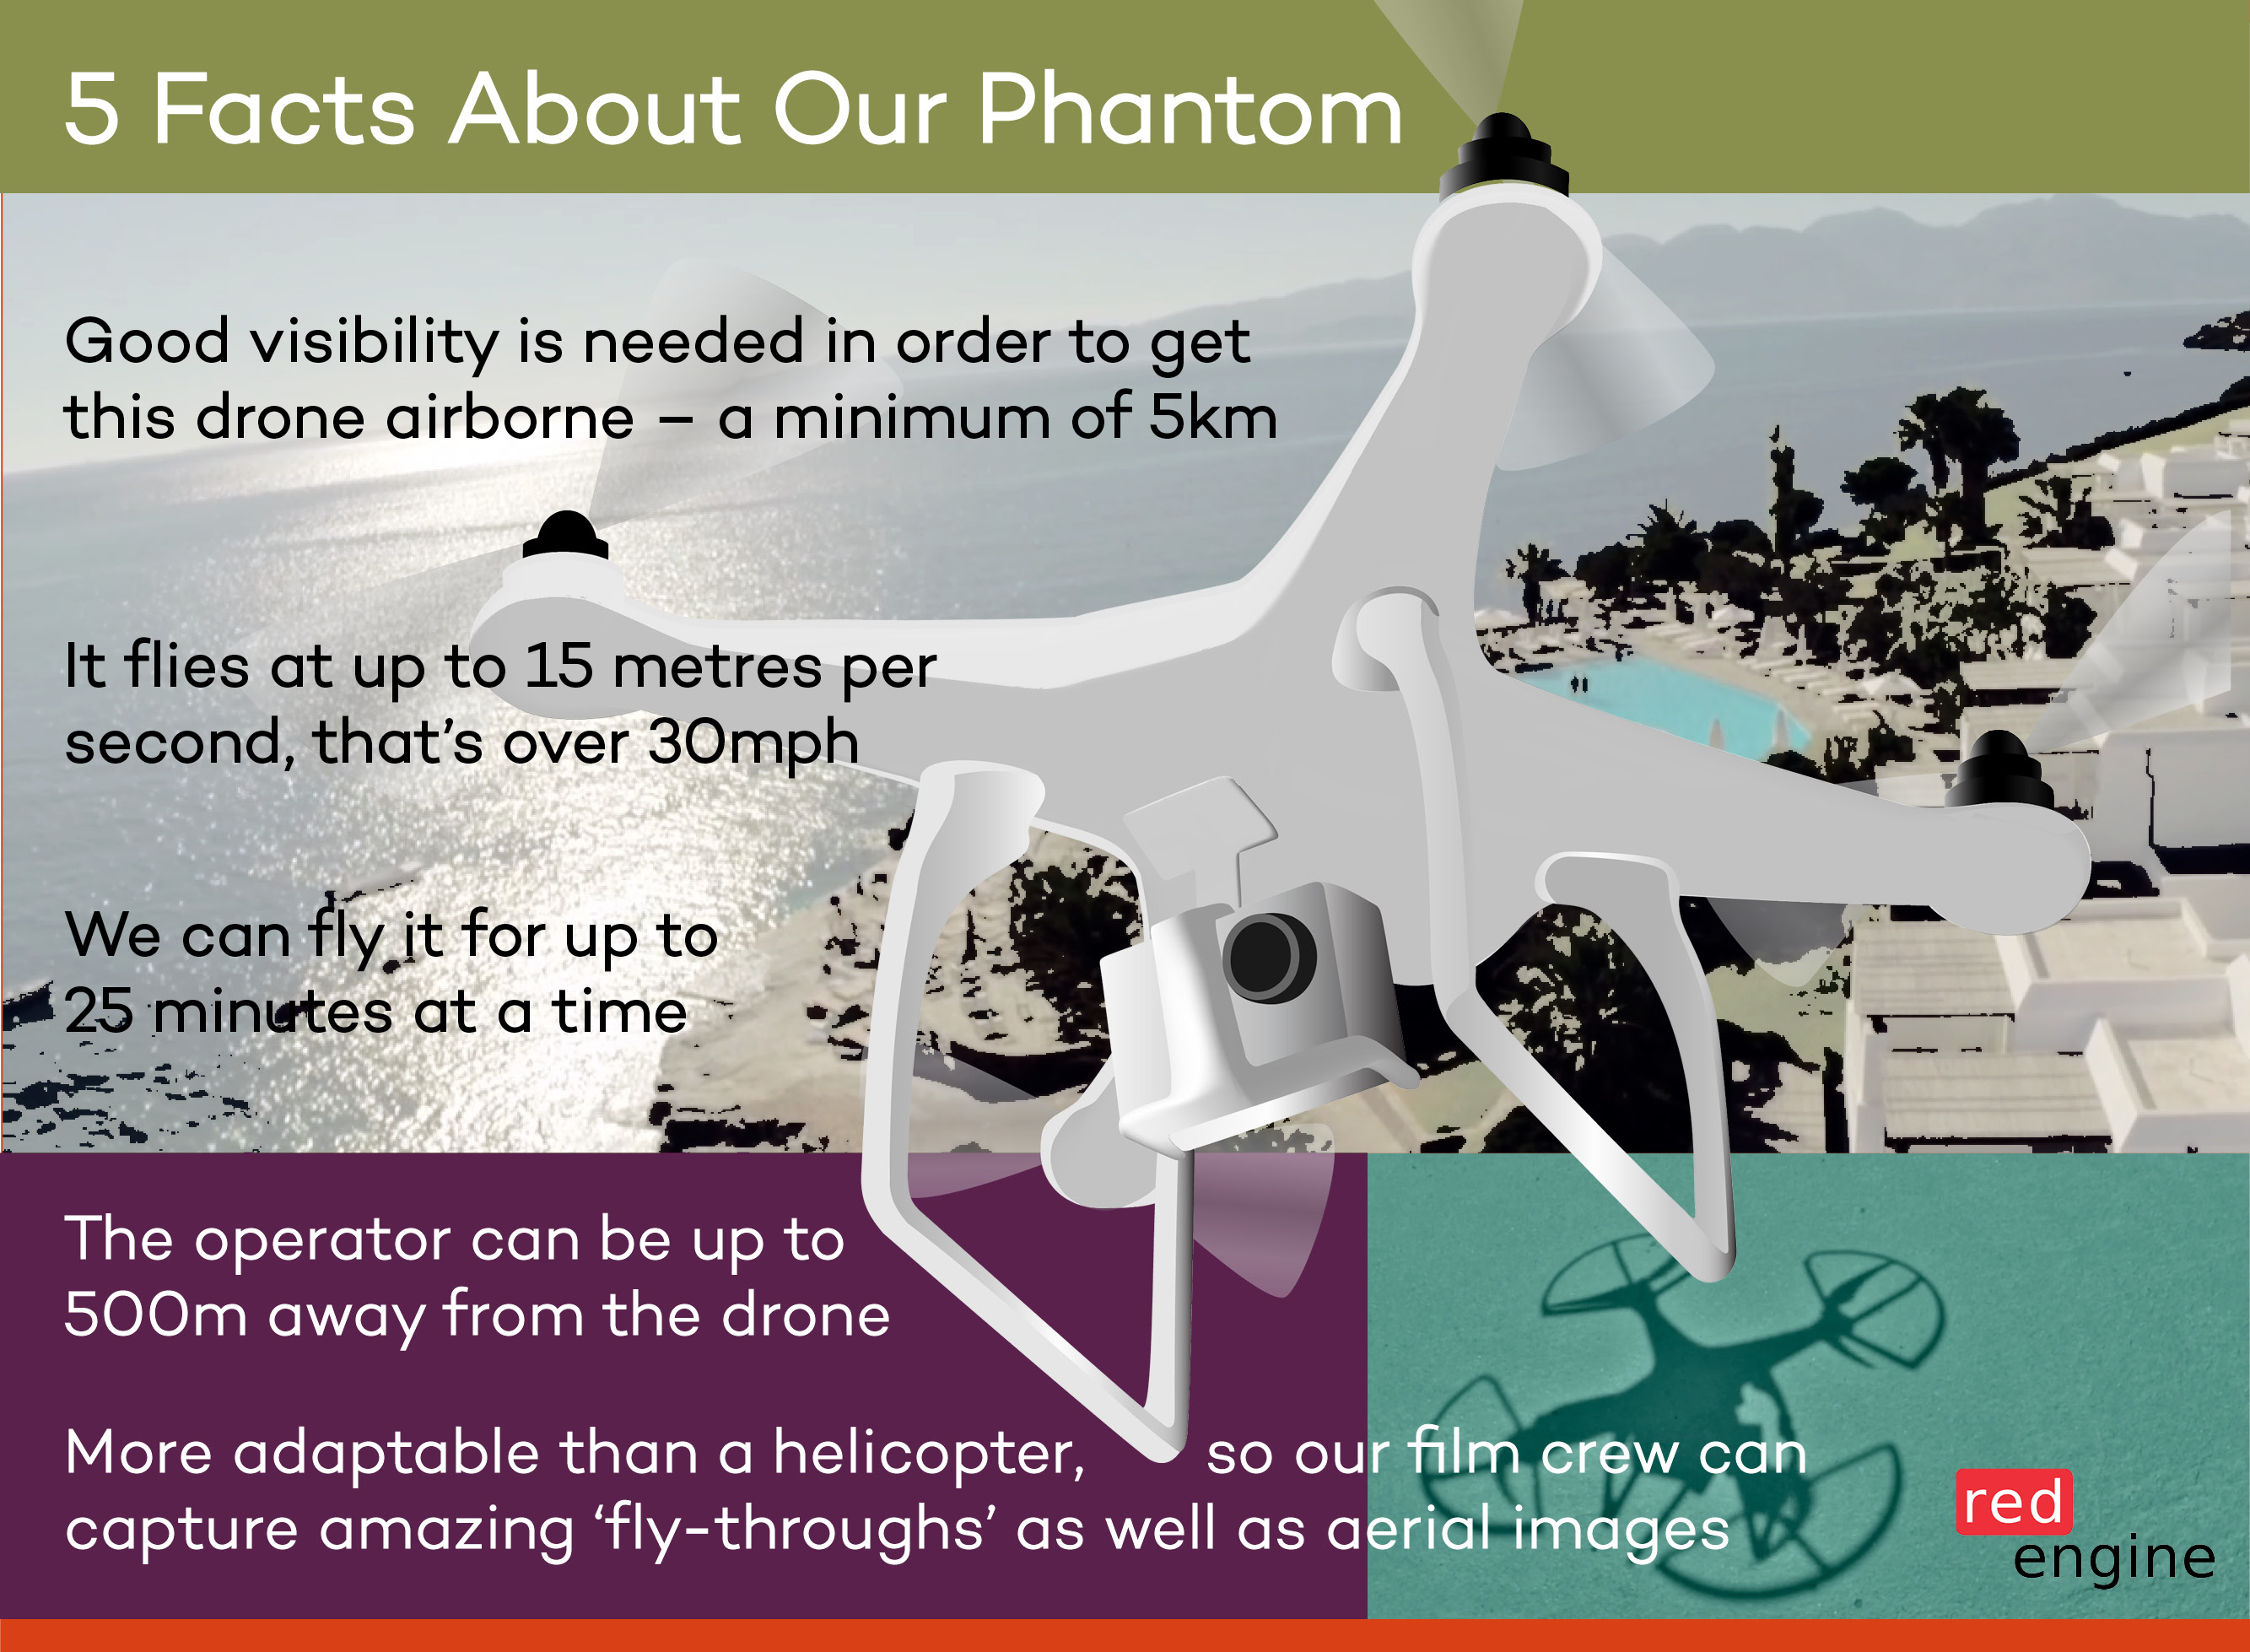 5 Facts About Our Phantom
Good visibility is needed in order to get
this drone airborne – a minimum of 5km
It flies at up to 15 metres per
second, that’s over 30mph
We can fly it for up to
25 minutes at a time
The operator can be up to
500m away from the drone
More adaptable than a helicopter, so our film crew can
capture amazing ‘fly-throughs’ as well as aerial images
red
engine